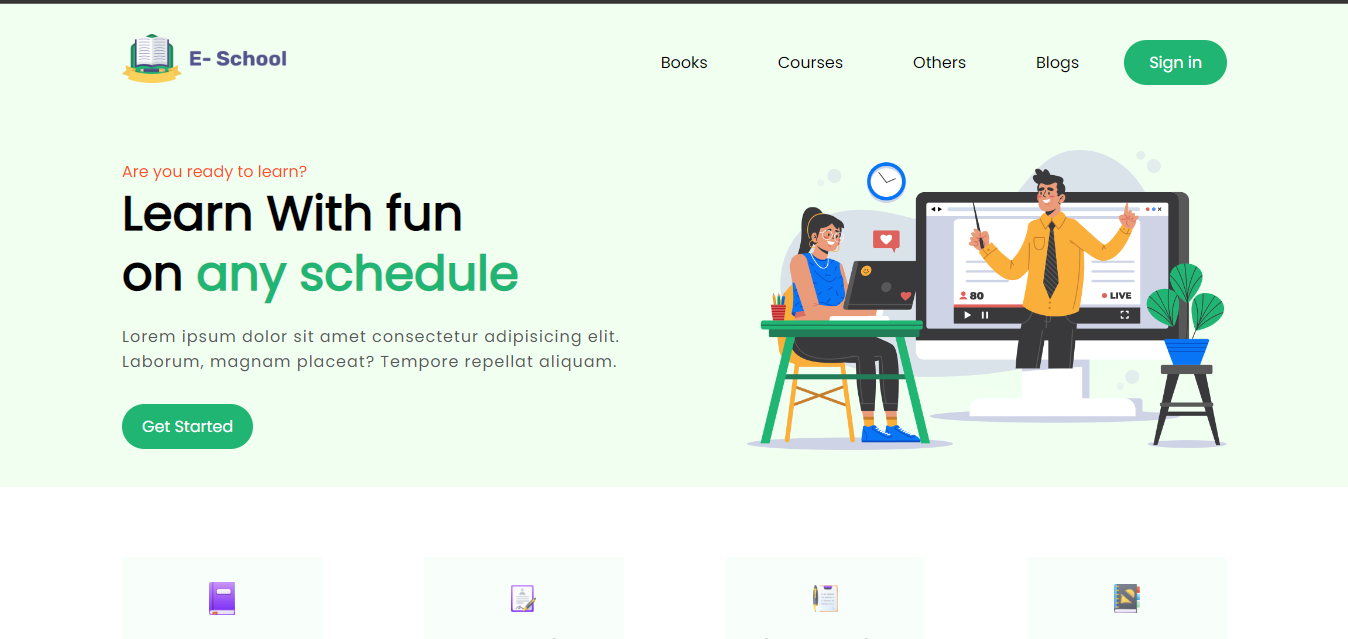 E- School
Books
Courses
Others
Blogs
Sign in
Are you ready to learn?
Learn With fun
on any schedule
Lorem ipsum dolor sit amet consectetur adipisicing elit.
Laborum, magnam placeat? Tempore repellat aliquam.
Get Started
80
LIVE